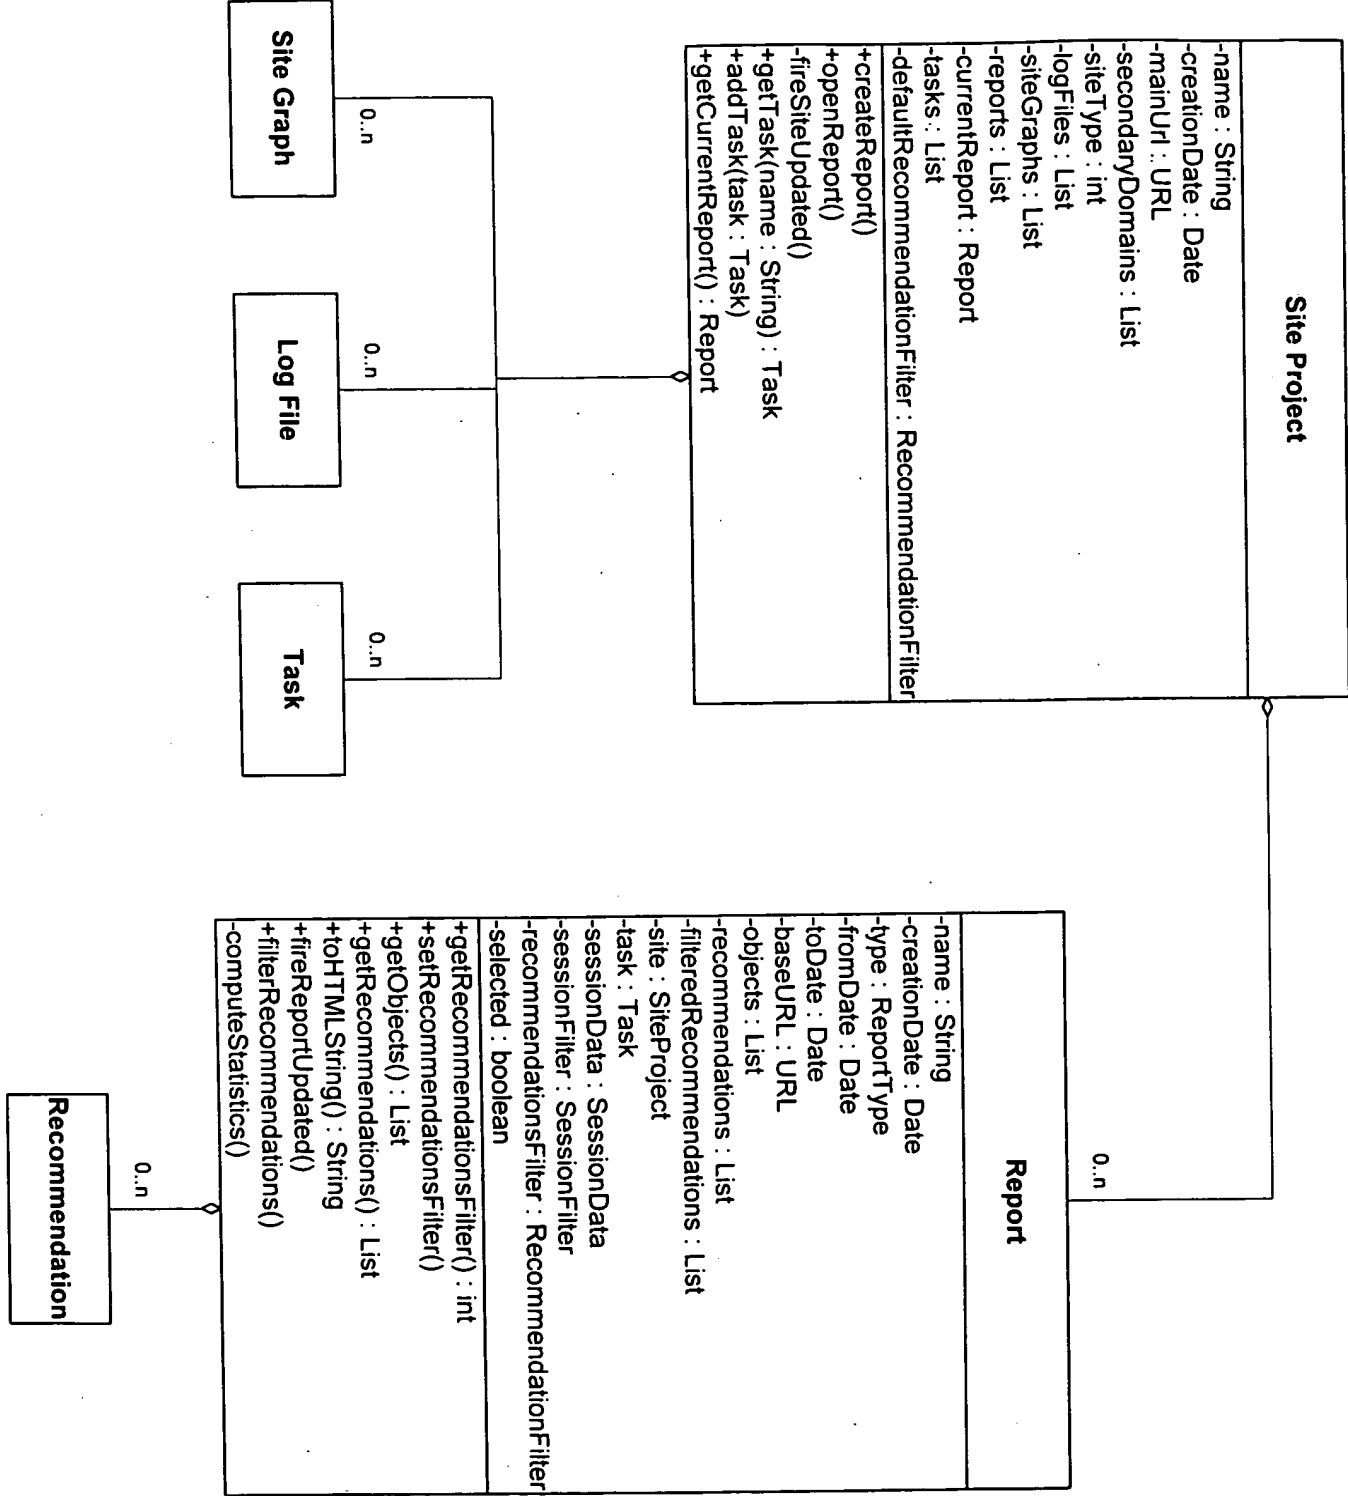 Site Project
-name : String
-creationDate : Date
-mainUrl : URL
-secondaryDomains : List
-siteType : int
-logFiles : List
-siteGraphs : List
-reports : List
-currentReport : Report
-tasks : List
-defaultRecommendationFilter : RecommendationFilter
+createReport()
+openReport()
-fireSiteUpdated()
+getTask(name : String) : Task
+addTask(task : Task)
+getCurrentReport() : Report
0..n
Site Graph
0..n
Log File
0..n
Task
0..n
Report
-name : String
-creationDate : Date
-type : ReportType
-fromDate : Date
-toDate : Date
-baseURL : URL
-objects : List
-recommendations : List
-filteredRecommendations : List
-site : SiteProject
-task : Task
-sessionData : SessionData
-sessionFilter : SessionFilter
-recommendationsFilter : RecommendationFilter
-selected : boolean
+getRecommendationsFilter() : int
+setRecommendationsFilter()
+getObjects() : List
+getRecommendations() : List
+toHTMLString() : String
+fireReportUpdated()
+filterRecommendations()
-computeStatistics()
0..n
Recommendation